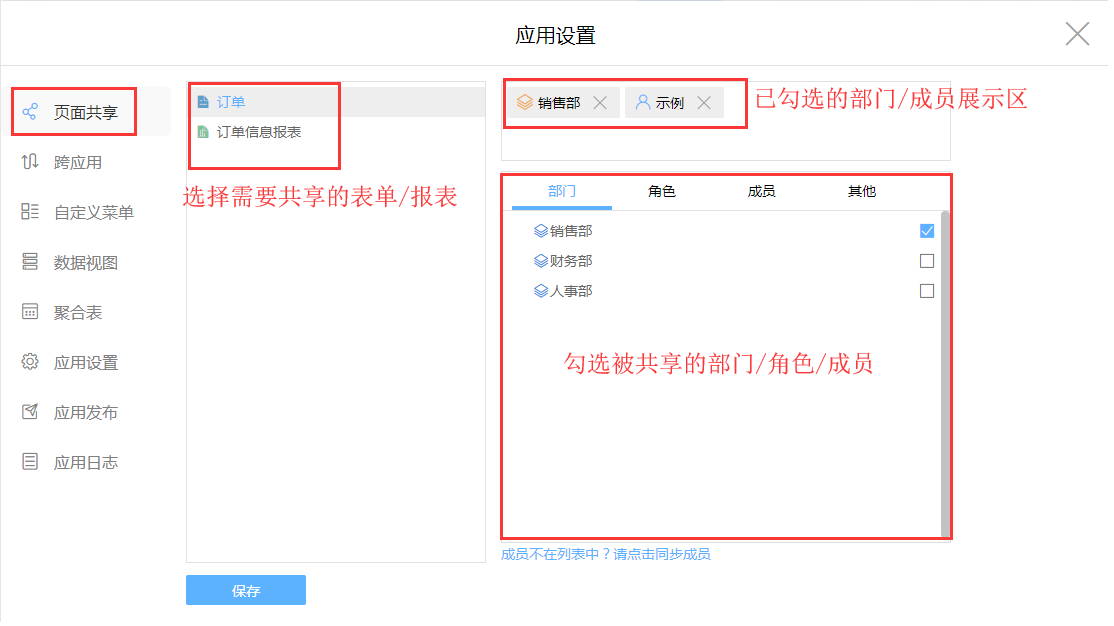 应用设置
页面共享
跨应用
自定义菜单
数据视图
聚合表
应用设置
应用发布
应用日志
订单
订单信息报表
选择需要共享的表单/报表
保存
销售部 示例
已勾选的部门/成员展示区
部门 角色 成员 其他
销售部
财务部
人事部
勾选被共享的部门/角色/成员
成员不在列表中？请点击同步成员